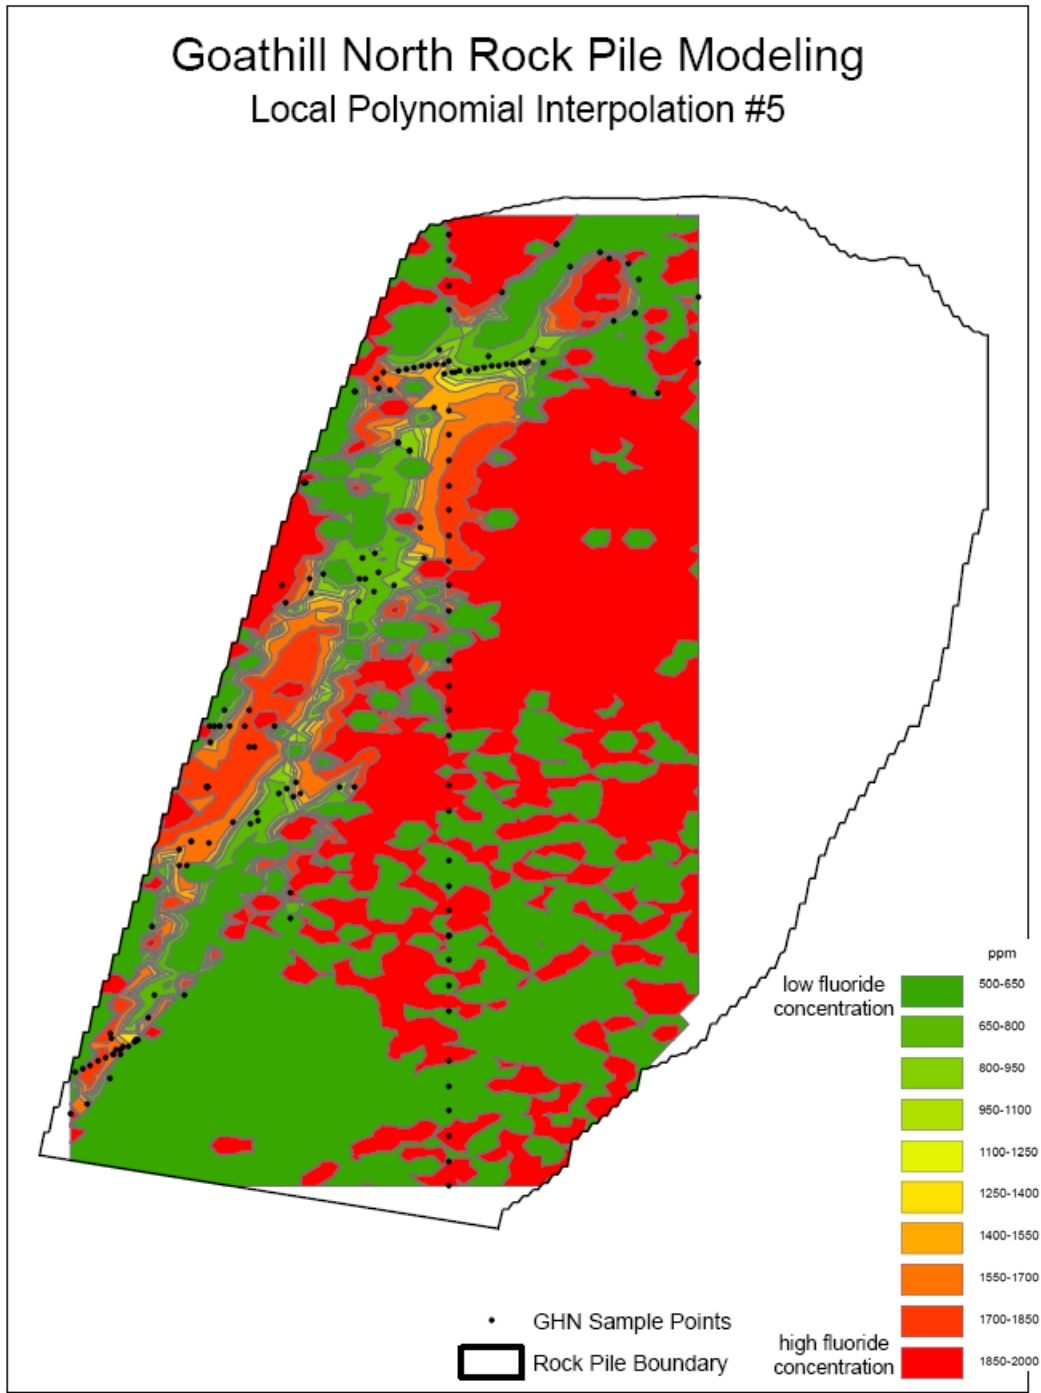 Goathill North Rock Pile Modeling
Local Polynomial Interpolation #5
ppm
low fluoride
concentration
500-650
650-800
800-950
950-1100
1100-1250
1250-1400
1400-1550
1550-1700
1700-1850
high fluoride
concentration
1850-2000
GHN Sample Points
Rock Pile Boundary